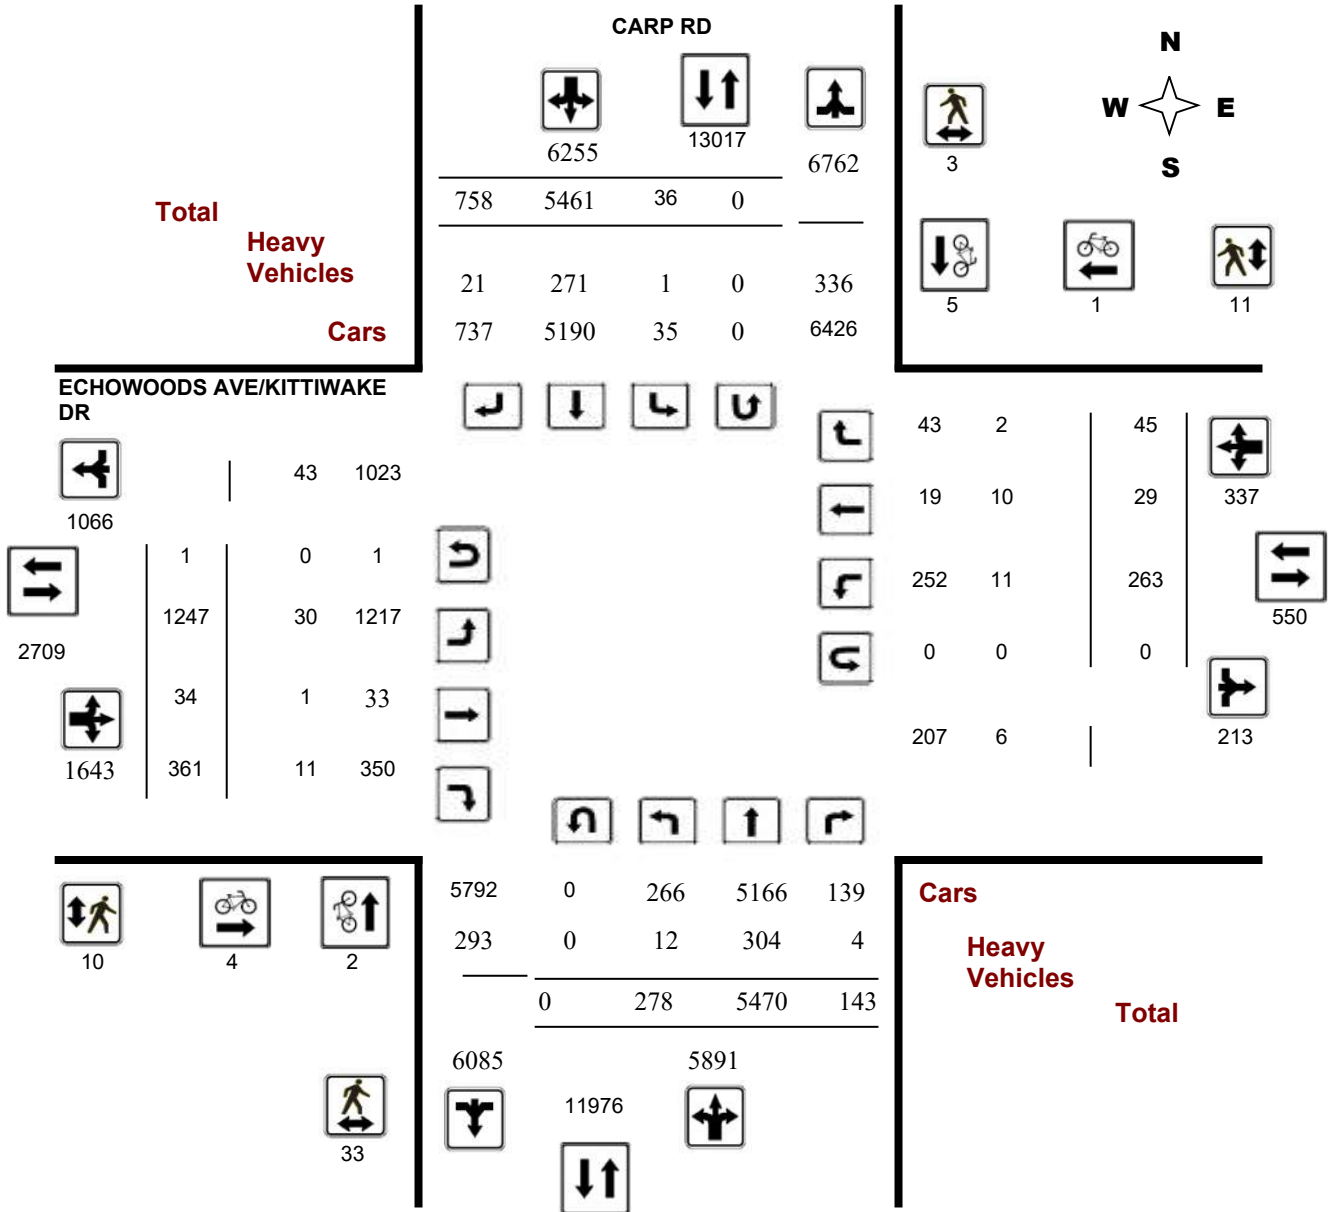 CARP RD
N
W E
S
6255 13017 6762 3
758 5461 36 0
Total
Heavy
Vehicles
21 271 1 0 336 5 1 11
Cars 737 5190 35 0 6426
ECHOWOODS AVE/KITTIWAKE
DR
43 2 45
43 1023
1066
19 10 29 337
1 0 1
252 11 263
1247 30 1217 550
2709 0 0 0
34 1 33
207 6 213
1643 361 11 350
5792 0 266 5166 139 Cars
293 0 12 304 4 Heavy
Vehicles
10 4 2
0 278 5470 143 Total
6085 5891
11976
33